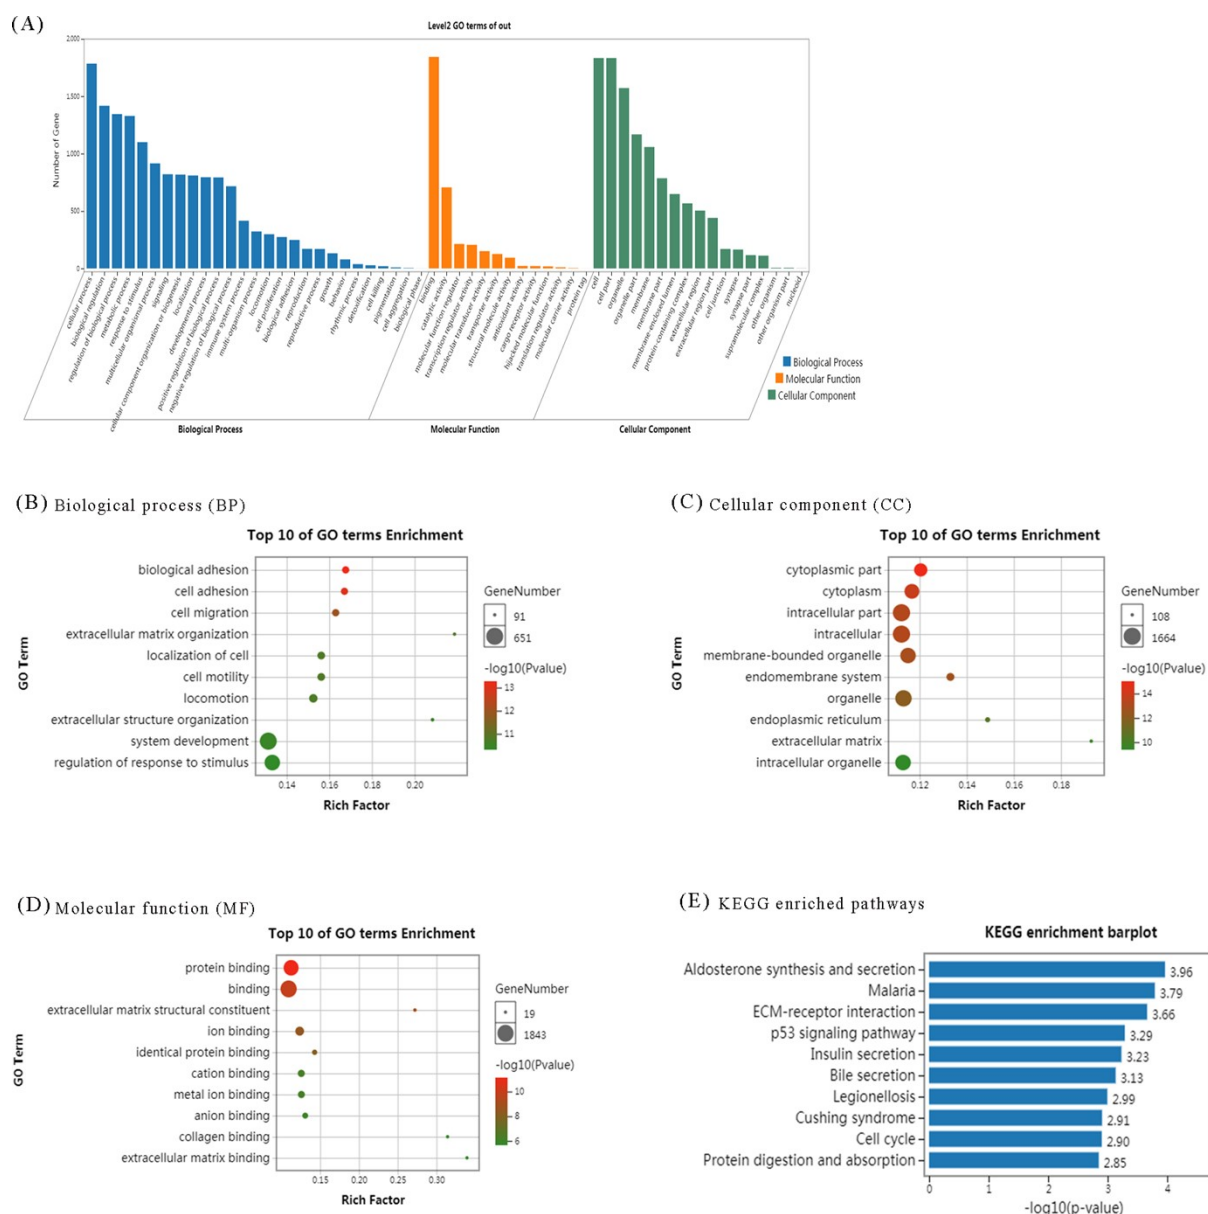 (A)
Level2 GO terms of out
2,000
1,500
1,000
500
0
Number of Gene
cellular process
biological regulation
regulation of biological process
metabolic process
response to stimulus
multicellular organismal process
signaling
cellular component organization or biogenesis
localization
developmental process
positive regulation of biological process
negative regulation of biological process
immune system process
multi-organism process
locomotion
cell proliferation
biological adhesion
reproduction
reproductive process
growth
behavior
rhythmic process
detoxification
cell killing
pigmentation
cell aggregation
biological phase
binding
catalytic activity
molecular function regulator
transcription regulator activity
molecular transducer activity
transporter activity
structural molecule activity
antioxidant activity
cargo receptor activity
hijacked molecular function
translation regulator activity
molecular carrier activity
protein tag
cell
cell part
organelle
organelle part
membrane
membrane part
membrane-enclosed lumen
protein-containing complex
extracellular region
extracellular region part
cell junction
synapse
synapse part
supramolecular complex
other organism
other organism part
nucleoid
Biological Process
Molecular Function
Cellular Component
Biological Process
Molecular Function
Cellular Component
(B) Biological process (BP)
Top 10 of GO terms Enrichment
GO Term
biological adhesion
cell adhesion
cell migration
extracellular matrix organization
localization of cell
cell motility
locomotion
extracellular structure organization
system development
regulation of response to stimulus
0.14 0.16 0.18 0.20
Rich Factor
GeneNumber
91
651
-log10(Pvalue)
13
12
11
(C) Cellular component (CC)
Top 10 of GO terms Enrichment
GO Term
cytoplasmic part
cytoplasm
intracellular part
intracellular
membrane-bounded organelle
endomembrane system
organelle
endoplasmic reticulum
extracellular matrix
intracellular organelle
0.12 0.14 0.16 0.18
Rich Factor
GeneNumber
108
1664
-log10(Pvalue)
14
12
10
(D) Molecular function (MF)
Top 10 of GO terms Enrichment
GO Term
protein binding
binding
extracellular matrix structural constituent
ion binding
identical protein binding
cation binding
metal ion binding
anion binding
collagen binding
extracellular matrix binding
0.15 0.20 0.25 0.30
Rich Factor
GeneNumber
19
1843
-log10(Pvalue)
10
8
6
(E) KEGG enriched pathways
KEGG enrichment barplot
Aldosterone synthesis and secretion 3.96
Malaria 3.79
ECM-receptor interaction 3.66
p53 signaling pathway 3.29
Insulin secretion 3.23
Bile secretion 3.13
Legionellosis 2.99
Cushing syndrome 2.91
Cell cycle 2.90
Protein digestion and absorption 2.85
0 1 2 3 4
-log10(p-value)